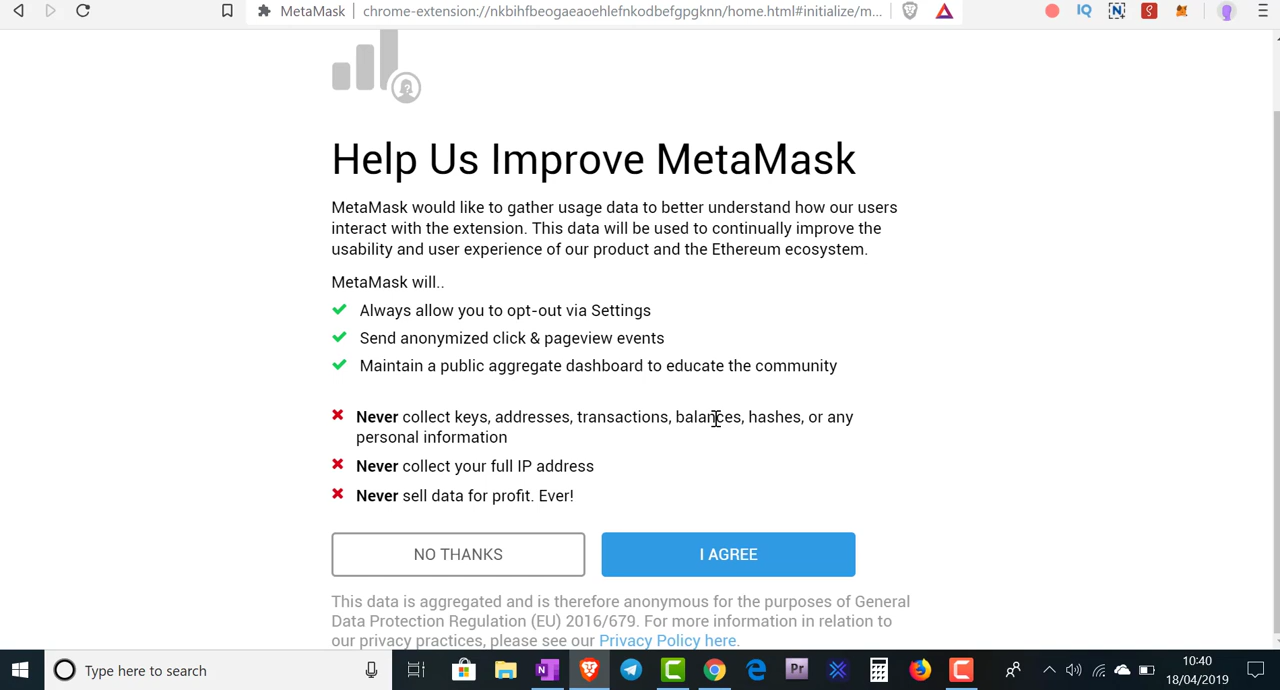 MetaMask
chrome-extension://nkbihfbeogaeaoehlefnkodbefgpgknn/home.html#initialize/m...
IQ
N
Help Us Improve MetaMask
MetaMask would like to gather usage data to better understand how our users
interact with the extension. This data will be used to continually improve the
usability and user experience of our product and the Ethereum ecosystem.
MetaMask will..
Always allow you to opt-out via Settings
Send anonymized click & pageview events
Maintain a public aggregate dashboard to educate the community
Never collect keys, addresses, transactions, balances, hashes, or any
personal information
Never collect your full IP address
Never sell data for profit. Ever!
NO THANKS
I AGREE
This data is aggregated and is therefore anonymous for the purposes of General
Data Protection Regulation (EU) 2016/679. For more information in relation to
our privacy practices, please see our Privacy Policy here.
Type here to search
N
Pr
10:40
18/04/2019